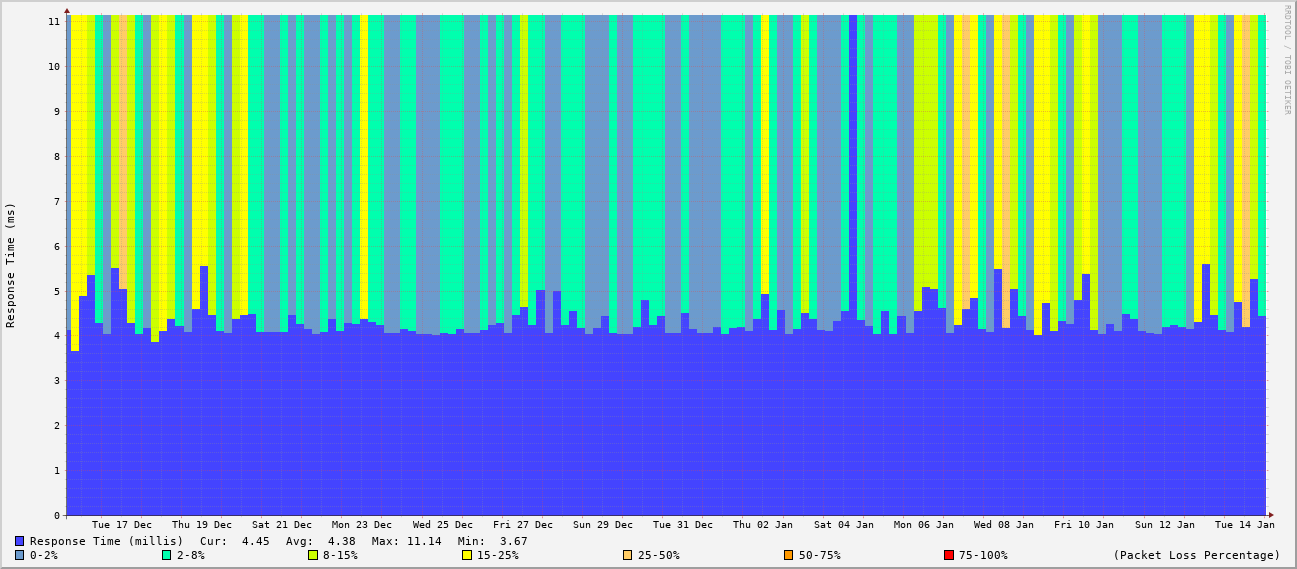 RRDTOOL / TOBI OETIKER
Response Time (ms)
11
10
9
8
7
6
5
4
3
2
1
0
Tue 17 Dec Thu 19 Dec Sat 21 Dec Mon 23 Dec Wed 25 Dec Fri 27 Dec Sun 29 Dec Tue 31 Dec Thu 02 Jan Sat 04 Jan Mon 06 Jan Wed 08 Jan Fri 10 Jan Sun 12 Jan Tue 14 Jan
Response Time (millis) Cur: 4.45 Avg: 4.38 Max: 11.14 Min: 3.67
0-2% 2-8% 8-15% 15-25% 25-50% 50-75% 75-100% (Packet Loss Percentage)